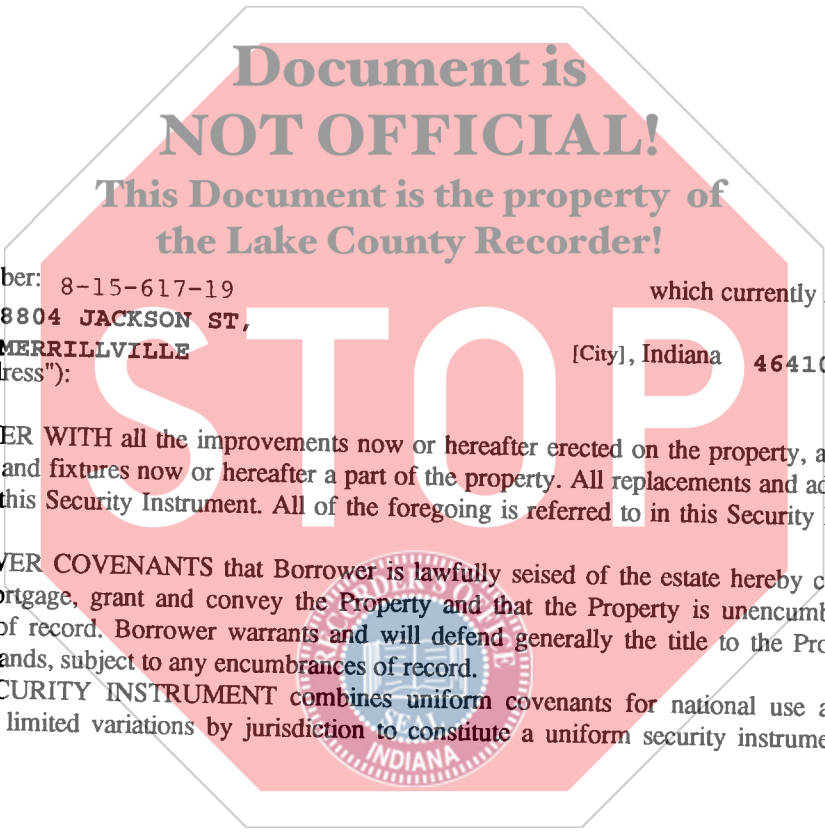 Document is
NOT OFFICIAL!
This Document is the property of
the Lake County Recorder!
ber: 8-15-617-19 which currently
8804 JACKSON ST,
MERRILLVILLE [City], Indiana 46410
ress"):
STOP
ER WITH all the improvements now or hereafter erected on the property, a
and fixtures now or hereafter a part of the property. All replacements and ad
this Security Instrument. All of the foregoing is referred to in this Security
VER COVENANTS that Borrower is lawfully seised of the estate hereby c
ortgage, grant and convey the Property and that the Property is unencumb
of record. Borrower warrants and will defend generally the title to the Pro
ands, subject to any encumbrances of record.
CURITY INSTRUMENT combines uniform covenants for national use a
limited variations by jurisdiction to constitute a uniform security instrume
RECORDER'S OFFICE
SEAL
INDIANA